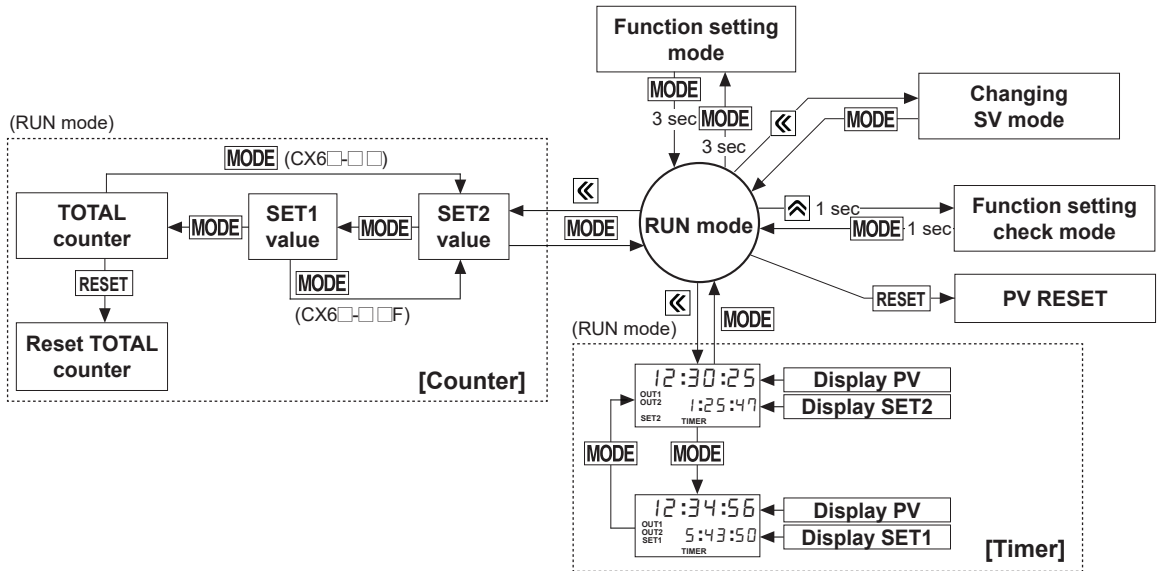 Function setting
mode
MODE
3 sec
MODE
3 sec
«
MODE
Changing
SV mode
(RUN mode)
MODE (CX6□-□□)
TOTAL
counter
MODE
SET1
value
MODE
SET2
value
«
MODE
RUN mode
1 sec
MODE 1 sec
Function setting
check mode
RESET
MODE
(CX6□-□□F)
Reset TOTAL
counter
[Counter]
RESET
PV RESET
«
MODE
(RUN mode)
12:30:25
Display PV
OUT1
OUT2
1:25:47
Display SET2
SET2
TIMER
MODE
MODE
12:34:56
Display PV
OUT1
OUT2
SET1
5:43:50
Display SET1
TIMER
[Timer]